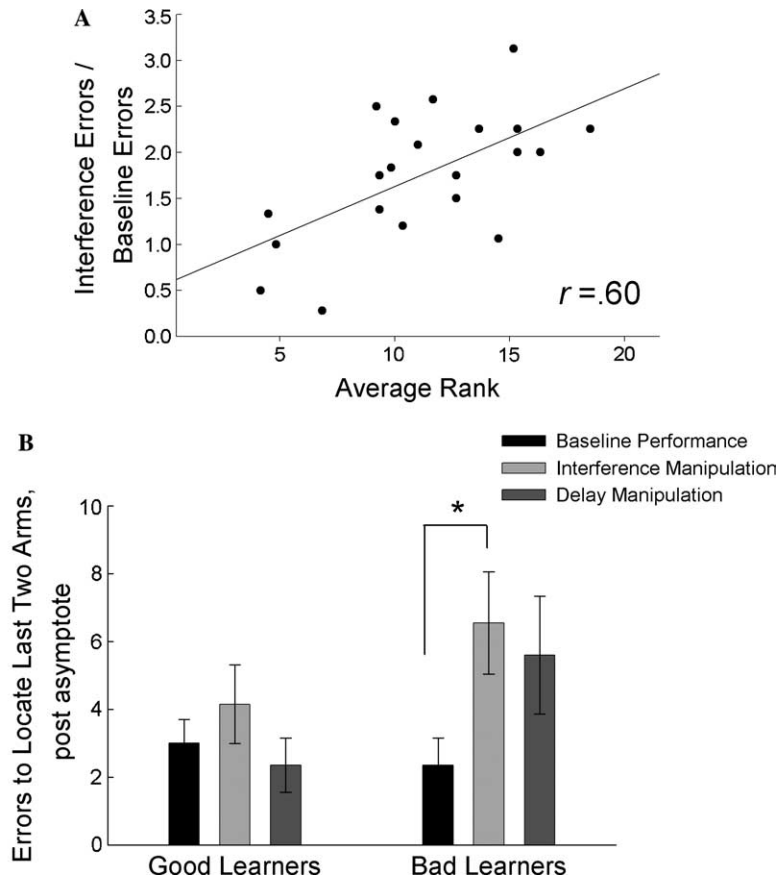 A
3.5
3.0
2.5
2.0
1.5
1.0
0.5
0.0
Interference Errors /
Baseline Errors
r =.60
5 10 15 20
Average Rank
B
Baseline Performance
Interference Manipulation
Delay Manipulation
10
8
6
4
2
0
Errors to Locate Last Two Arms,
post asymptote
*
Good Learners Bad Learners